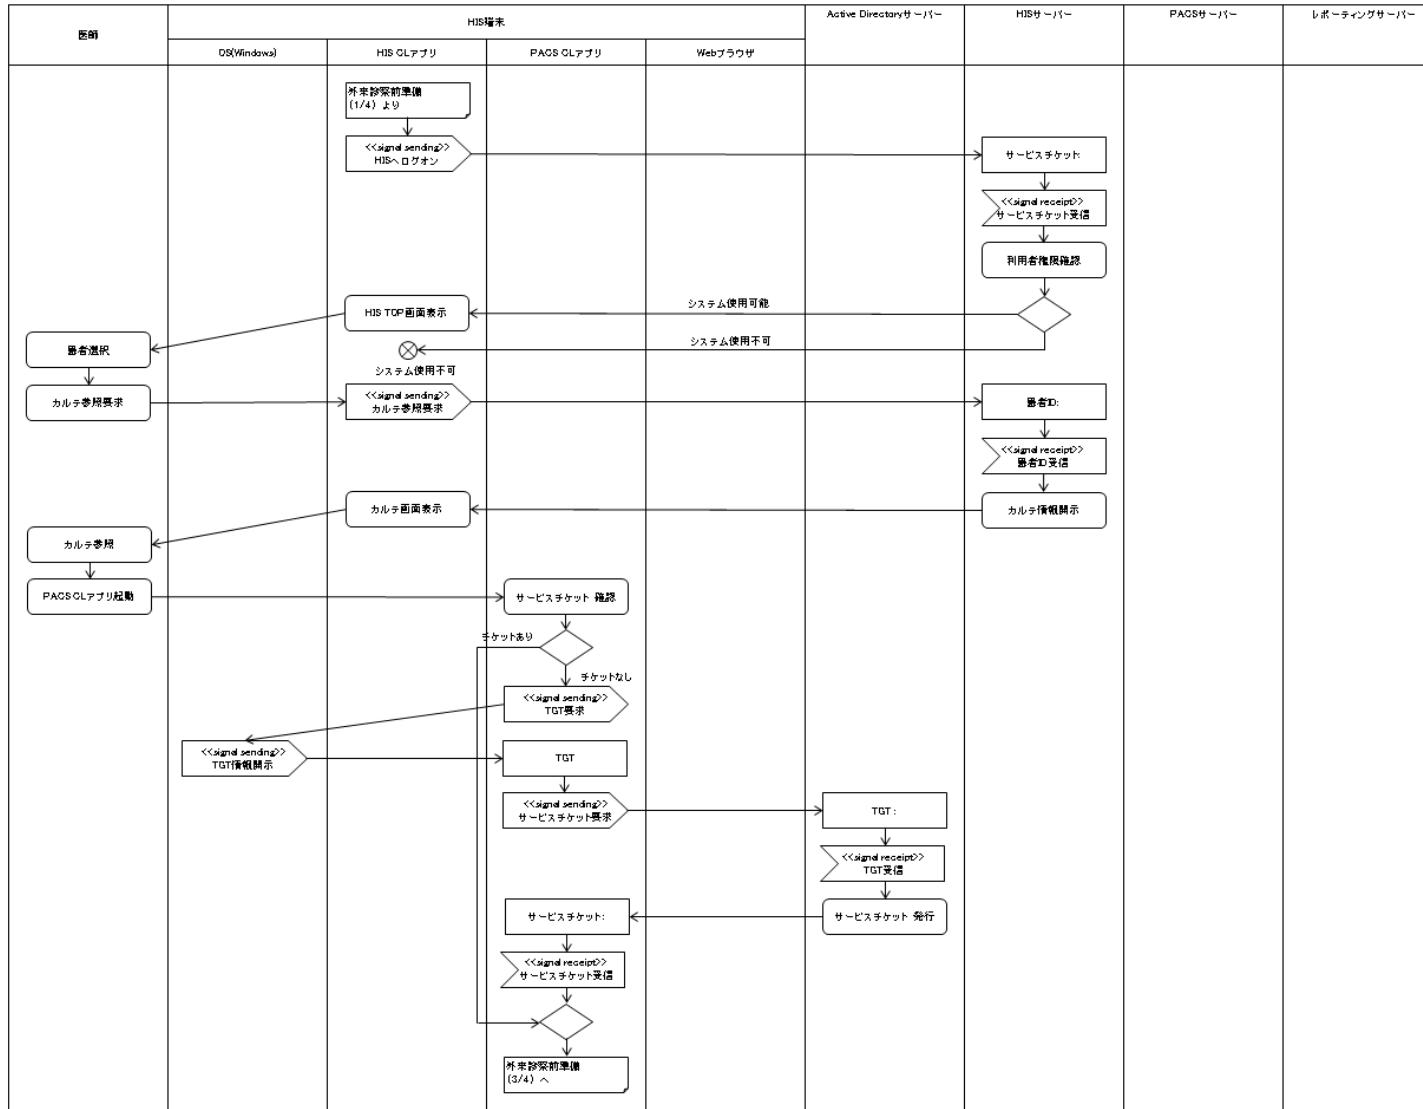 医師
HIS端末
Active Directoryサーバー
HISサーバー
PACSサーバー
レポーティングサーバー
OS(Windows)
HIS CLアプリ
PACS CLアプリ
Webブラウザ
外来診察前準備
(1/4) より
<<signal sending>>
HISへログオン
サービスチケット:
<<signal receipt>>
サービスチケット受信
利用者権限確認
システム使用可能
HIS TOP画面表示
患者選択
システム使用不可
システム使用不可
カルテ参照要求
<<signal sending>>
カルテ参照要求
患者ID:
<<signal receipt>>
患者ID受信
カルテ画面表示
カルテ情報開示
カルテ参照
PACS CLアプリ起動
サービスチケット 確認
チケットあり
チケットなし
<<signal sending>>
TGT要求
<<signal sending>>
TGT情報開示
TGT
<<signal sending>>
サービスチケット要求
TGT :
<<signal receipt>>
TGT受信
サービスチケット:
サービスチケット 発行
<<signal receipt>>
サービスチケット受信
外来診察前準備
(3/4) へ